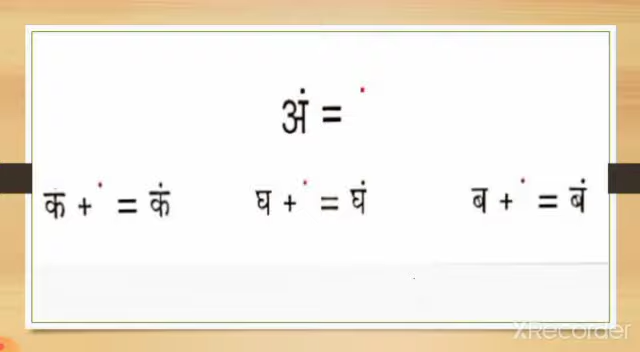 अं = ं
क + ं = कं घ + ं = घं ब + ं = बं
XRecorder